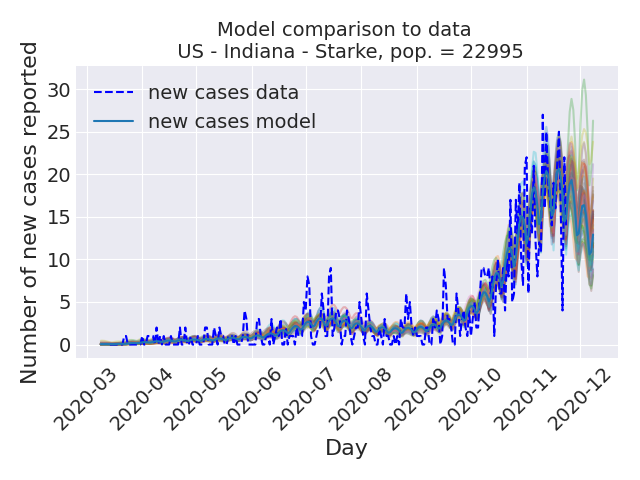 Model comparison to data
US - Indiana - Starke, pop. = 22995
Number of new cases reported
30
25
20
15
10
5
0
new cases data
new cases model
2020-03
2020-04
2020-05
2020-06
2020-07
2020-08
2020-09
2020-10
2020-11
2020-12
Day